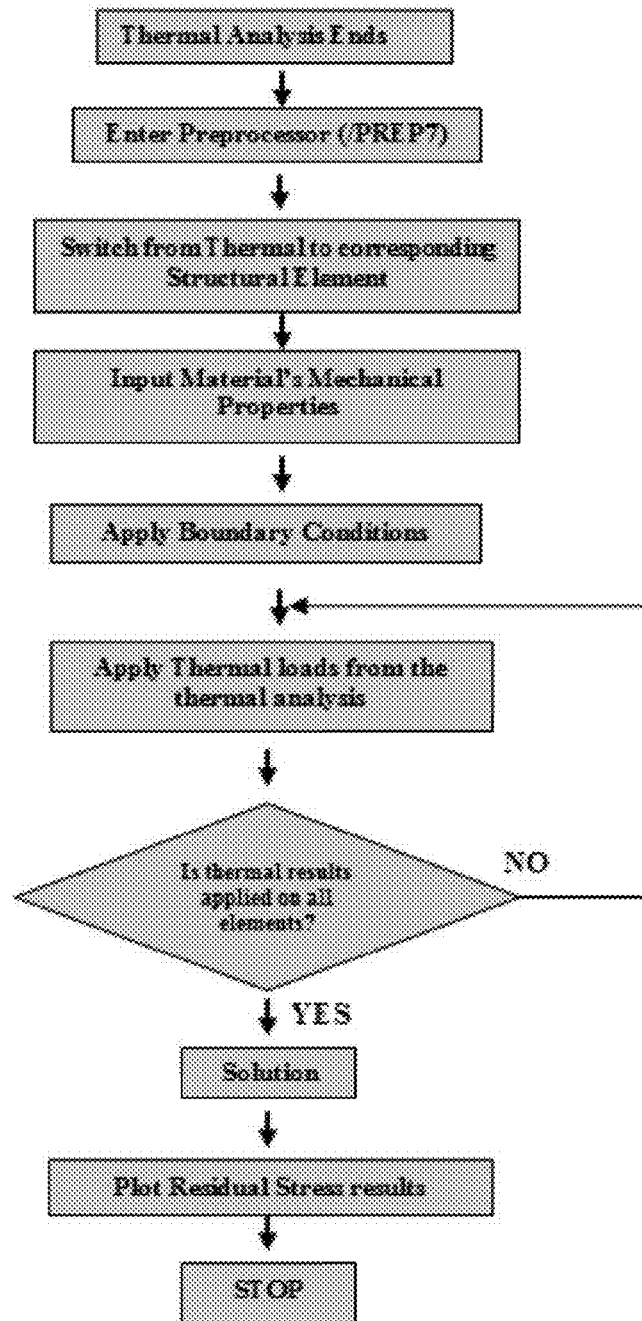 Thermal Analysis Ends
Enter Preprocessor (/PREP7)
Switch from Thermal to corresponding
Structural Element
Input Material's Mechanical
Properties
Apply Boundary Conditions
Apply Thermal loads from the
thermal analysis
Is thermal results
applied on all
elements?
NO
YES
Solution
Plot Residual Stress results
STOP